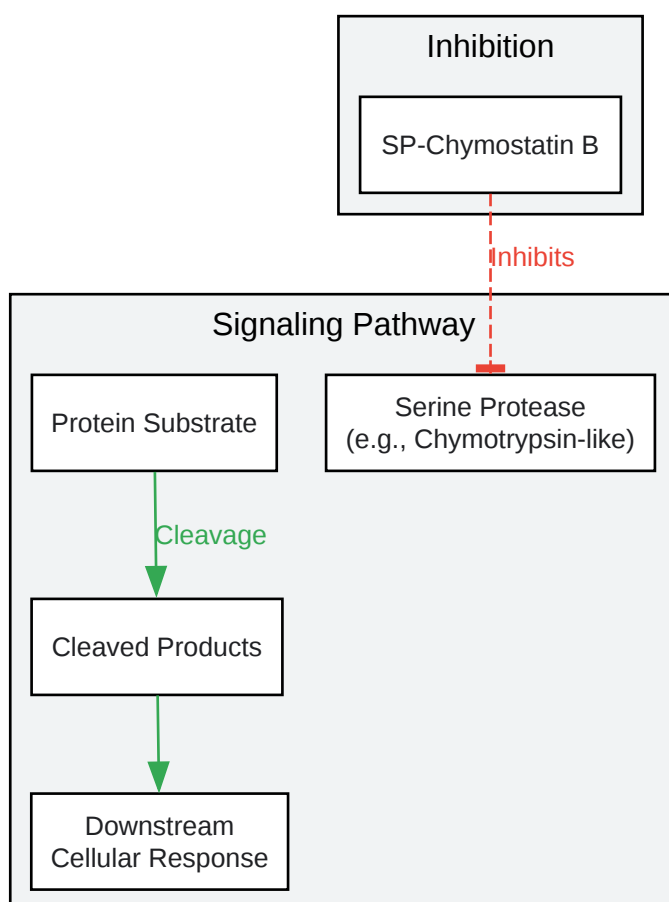 Inhibition
SP-Chymostatin B
Inhibits
Signaling Pathway
Protein Substrate
Serine Protease
(e.g., Chymotrypsin-like)
Cleavage
Cleaved Products
Downstream
Cellular Response